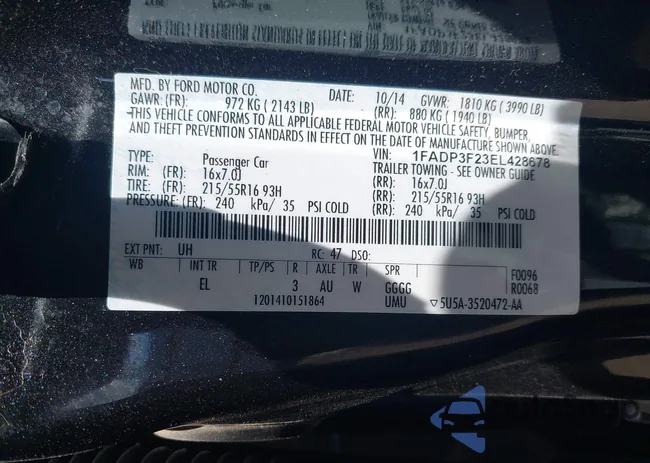 MFD. BY FORD MOTOR CO. DATE: 10/14 GVWR: 1810 KG ( 3990 LB)
GAWR: (FR): 972 KG ( 2143 LB) (RR): 880 KG ( 1940 LB)
THIS VEHICLE CONFORMS TO ALL APPLICABLE FEDERAL MOTOR VEHICLE SAFETY, BUMPER,
AND THEFT PREVENTION STANDARDS IN EFFECT ON THE DATE OF MANUFACTURE SHOWN ABOVE.
VIN: 1FADP3F23EL428678
TYPE: Passenger Car TRAILER TOWING - SEE OWNER GUIDE
RIM: (FR): 16x7.0J (RR): 16x7.0J
TIRE: (FR): 215/55R16 93H (RR): 215/55R16 93H
PRESSURE: (FR): 240 kPa/ 35 PSI COLD (RR): 240 kPa/ 35 PSI COLD
EXT PNT: UH RC: 47 DSO:
WB INT TR TP/PS R AXLE TR SPR F0096
EL 3 AU W GGGG R0068
1201410151864 UMU ▽5U5A-3520472-AA